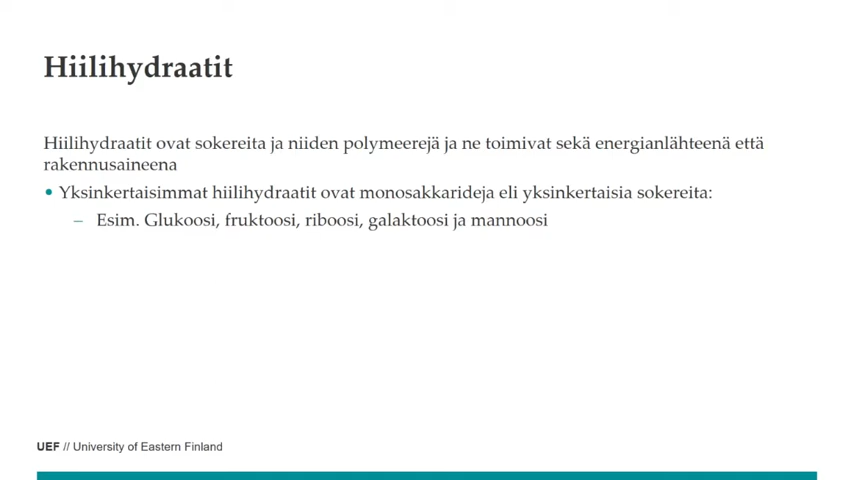 Hiilihydraatit
Hiilihydraatit ovat sokereita ja niiden polymeerejä ja ne toimivat sekä energianlähteenä että
rakennusaineena
• Yksinkertaisimmat hiilihydraatit ovat monosakkarideja eli yksinkertaisia sokereita:
– Esim. Glukoosi, fruktoosi, riboosi, galaktoosi ja mannoosi
UEF // University of Eastern Finland